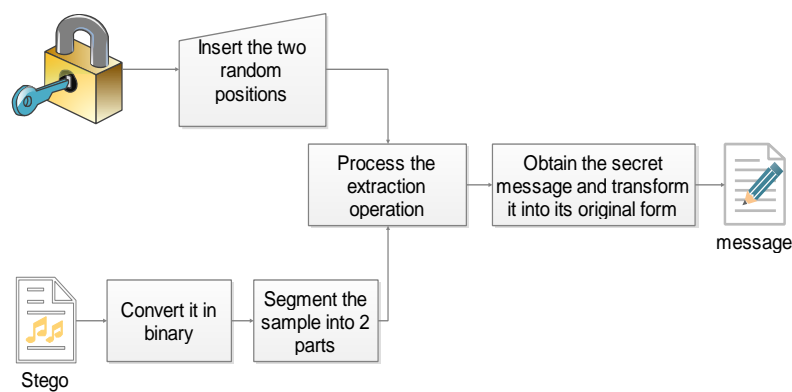 Insert the two
random
positions
Process the
extraction
operation
Obtain the secret
message and transform
it into its original form
message
Convert it in
binary
Segment the
sample into 2
parts
Stego